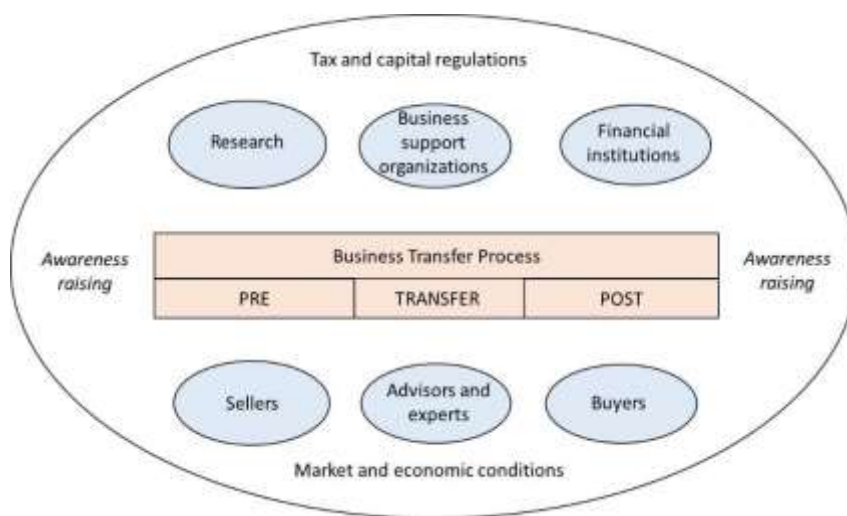 Tax and capital regulations
Research
Business
support
organizations
Financial
institutions
Awareness
raising
Business Transfer Process
Awareness
raising
PRE
TRANSFER
POST
Sellers
Advisors and
experts
Buyers
Market and economic conditions